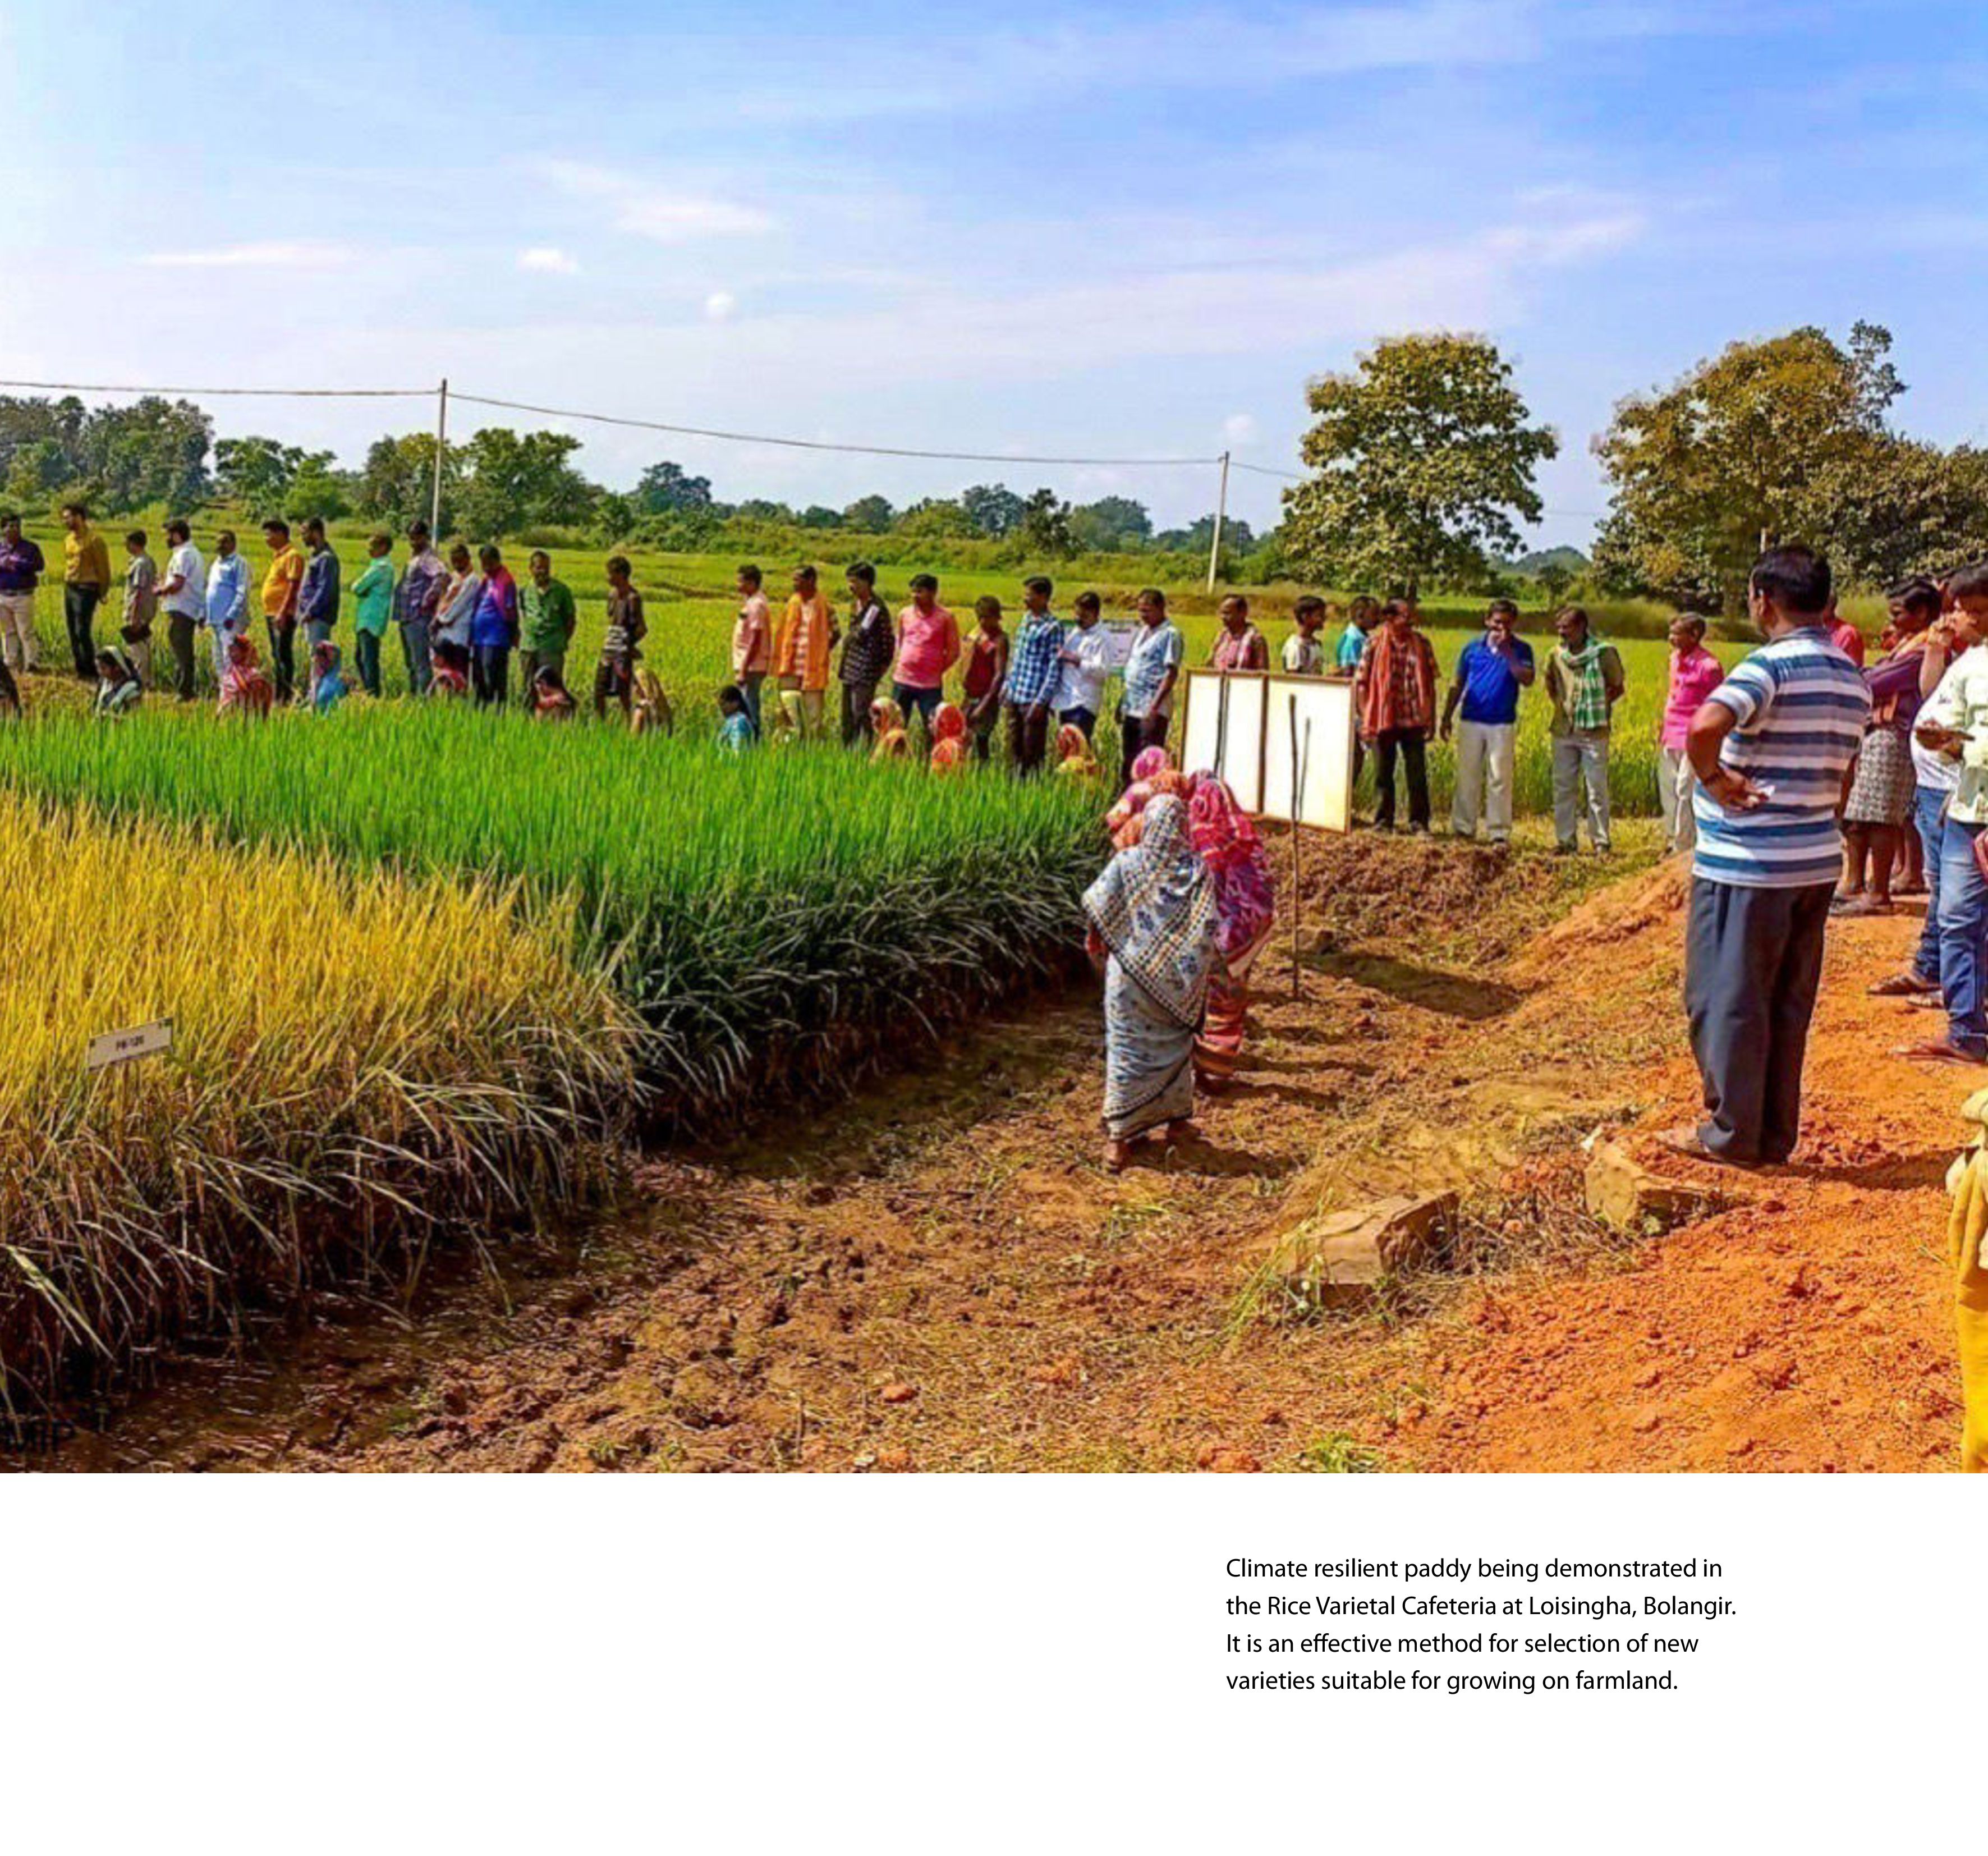 Climate resilient paddy being demonstrated in
the Rice Varietal Cafeteria at Loisingha, Bolangir.
It is an effective method for selection of new
varieties suitable for growing on farmland.